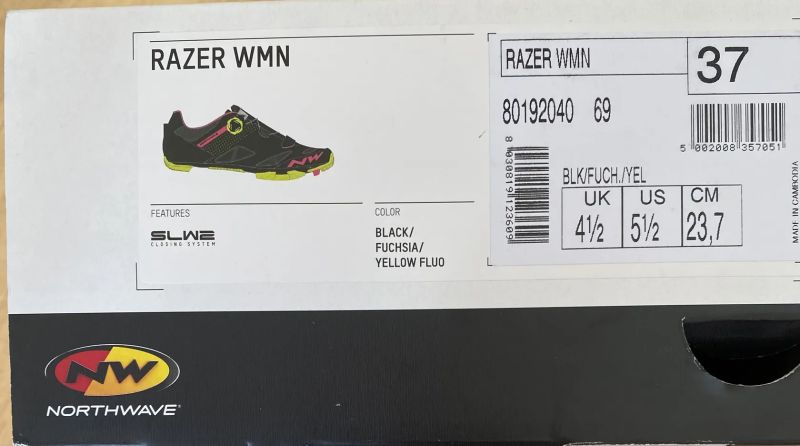 RAZER WMN
NW
FEATURES
SLW2
CLOSING SYSTEM
COLOR
BLACK/
FUCHSIA/
YELLOW FLUO
RAZER WMN
37
80192040 69
5 002008 357051
8 030819 123609
BLK/FUCH./YEL
UK US CM
4½ 5½ 23,7
MADE IN CAMBODIA
NW
NORTHWAVE